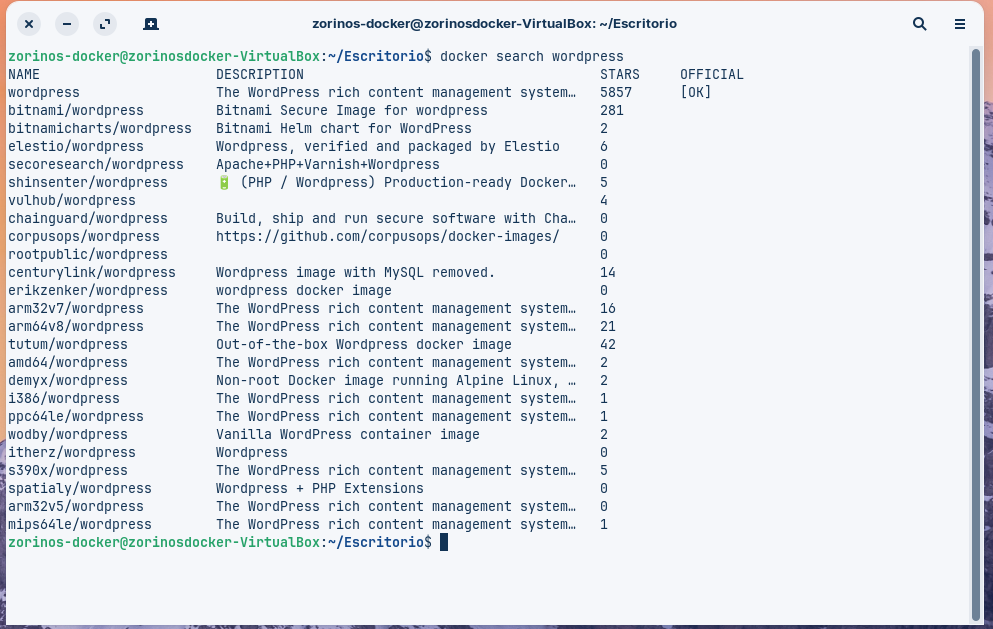 zorinos-docker@zorinosdocker-VirtualBox: ~/Escritorio
zorinos-docker@zorinosdocker-VirtualBox:~/Escritorio$ docker search wordpress
NAME DESCRIPTION STARS OFFICIAL
wordpress The WordPress rich content management system… 5857 [OK]
bitnami/wordpress Bitnami Secure Image for wordpress 281
bitnamicharts/wordpress Bitnami Helm chart for WordPress 2
elestio/wordpress Wordpress, verified and packaged by Elestio 6
secoresearch/wordpress Apache+PHP+Varnish+Wordpress 0
shinsenter/wordpress 🔋 (PHP / Wordpress) Production-ready Docker… 5
vulhub/wordpress 4
chainguard/wordpress Build, ship and run secure software with Cha… 0
corpusops/wordpress https://github.com/corpusops/docker-images/ 0
rootpublic/wordpress 0
centurylink/wordpress Wordpress image with MySQL removed. 14
erikzenker/wordpress wordpress docker image 0
arm32v7/wordpress The WordPress rich content management system… 16
arm64v8/wordpress The WordPress rich content management system… 21
tutum/wordpress Out-of-the-box Wordpress docker image 42
amd64/wordpress The WordPress rich content management system… 2
demyx/wordpress Non-root Docker image running Alpine Linux, … 2
i386/wordpress The WordPress rich content management system… 1
ppc64le/wordpress The WordPress rich content management system… 1
wodby/wordpress Vanilla WordPress container image 2
itherz/wordpress Wordpress 0
s390x/wordpress The WordPress rich content management system… 5
spatialy/wordpress Wordpress + PHP Extensions 0
arm32v5/wordpress The WordPress rich content management system… 0
mips64le/wordpress The WordPress rich content management system… 1
zorinos-docker@zorinosdocker-VirtualBox:~/Escritorio$